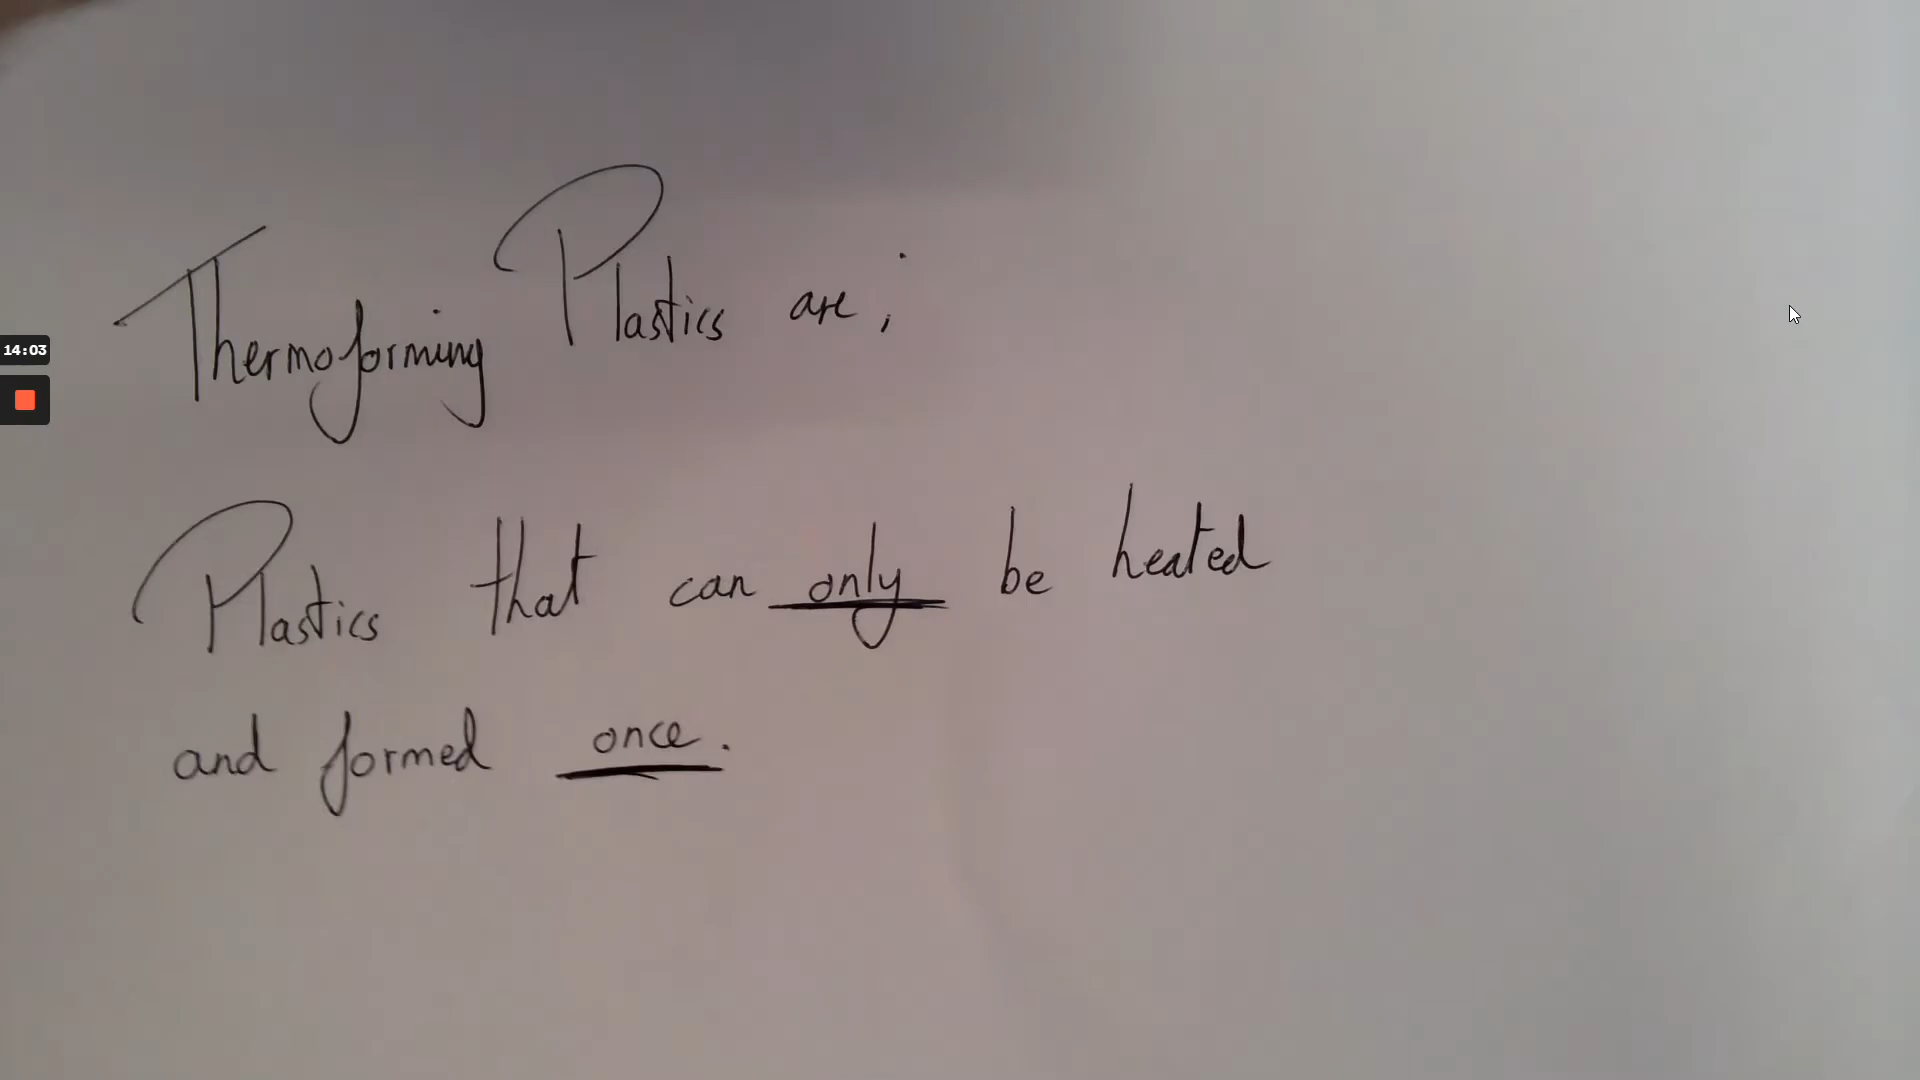 Thermoforming Plastics are;
14:03
Plastics that can only be heated
and formed once.